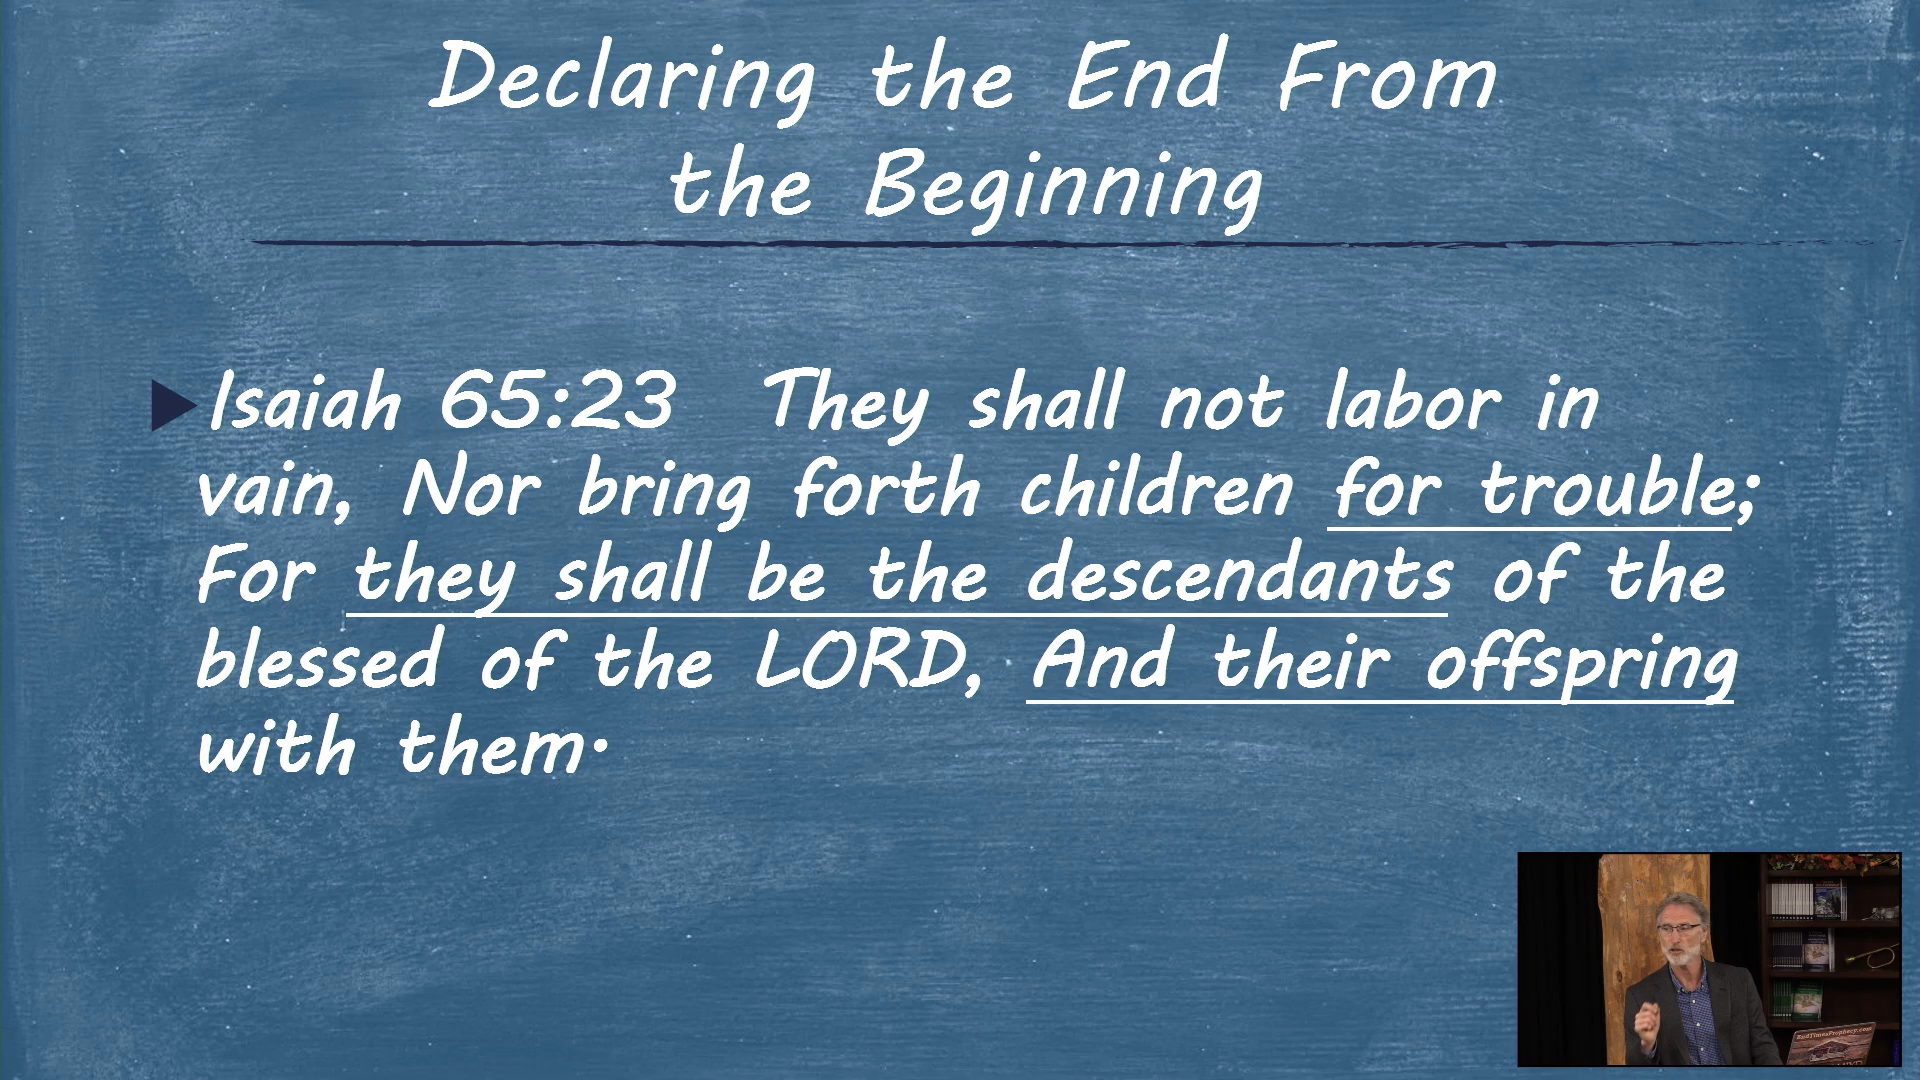 Declaring the End From
the Beginning
Isaiah 65:23 They shall not labor in
vain, Nor bring forth children for trouble;
For they shall be the descendants of the
blessed of the LORD, And their offspring
with them.
EndTimesProphecy.com